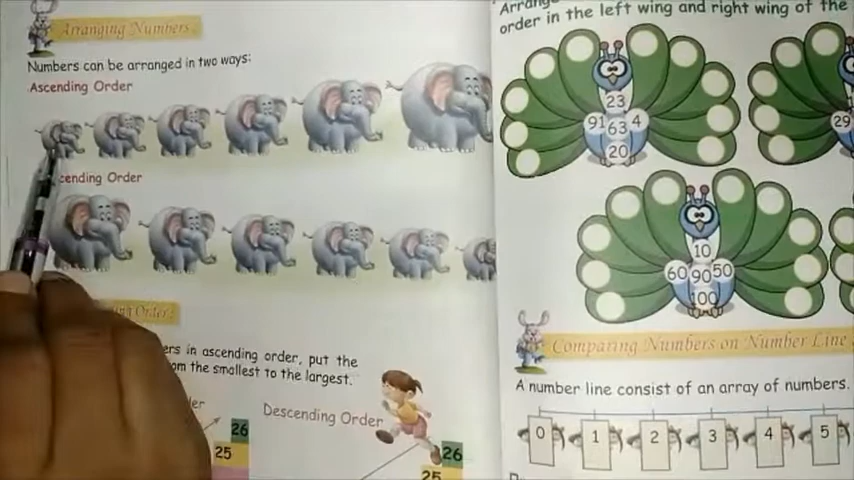 Arranging Numbers
Numbers can be arranged in two ways:
Ascending Order
cending Order
Order
in ascending order, put the
from the smallest to the largest.
Descending Order
26
25
26
25
order in the left wing and right wing of the
23
91 63 4
20
29
10
60 90 50
100
Comparing Numbers on Number Line
A number line consist of an array of numbers.
0 1 2 3 4 5